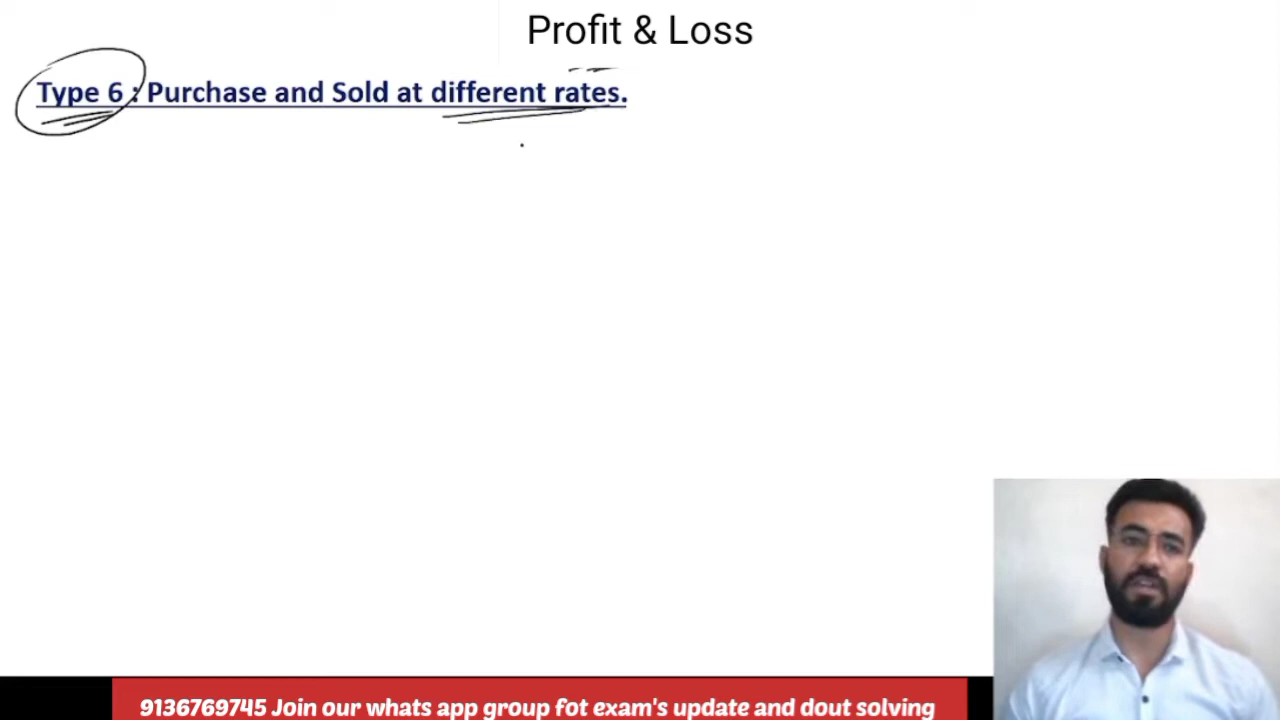 Profit & Loss
Type 6 : Purchase and Sold at different rates.
9136769745 Join our whats app group fot exam's update and dout solving